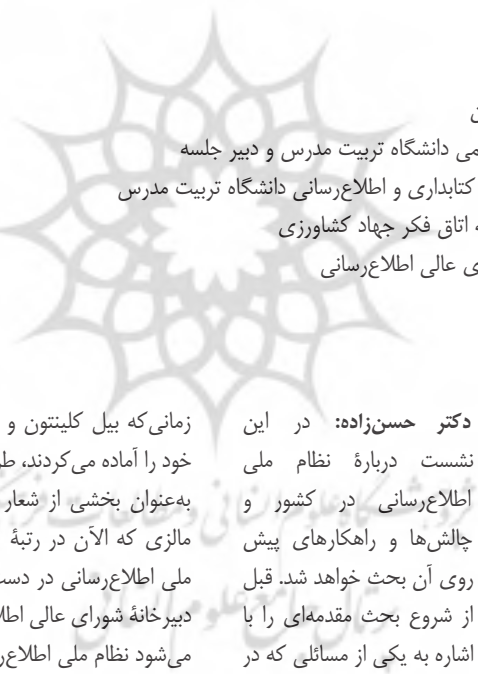 می دانشگاه تربیت مدرس و دبیر جلسه
کتابداری و اطلاع‌رسانی دانشگاه تربیت مدرس
اتاق فکر جهاد کشاورزی
ی عالی اطلاع‌رسانی
دکتر حسن‌زاده: در این
نشست دربارهٔ نظام ملی
اطلاع‌رسانی در کشور و
چالش‌ها و راهکارهای پیش
روی آن بحث خواهد شد. قبل
از شروع بحث مقدمه‌ای را با
اشاره به یکی از مسائلی که در
زمانی‌که بیل کلینتون و
خود را آماده می‌کردند، طر
به‌عنوان بخشی از شعار
مالزی که الآن در رتبهٔ
ملی اطلاع‌رسانی در دست
دبیرخانهٔ شورای عالی اطلا
می‌شود نظام ملی اطلاع‌ر